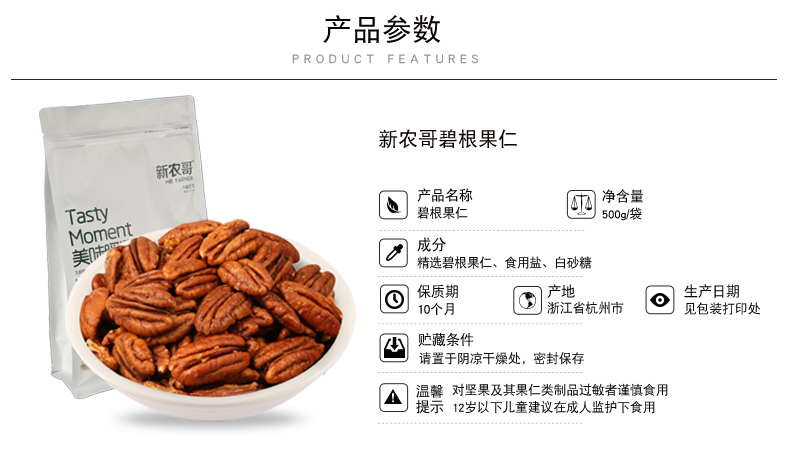 产品参数
PRODUCT FEATURES
新农哥碧根果仁
新农哥
MR. FARMER
Tasty
Moment
产品名称
碧根果仁
净含量
500g/袋
成分
精选碧根果仁、食用盐、白砂糖
保质期
10个月
产地
浙江省杭州市
生产日期
见包装打印处
贮藏条件
请置于阴凉干燥处，密封保存
温馨
提示
对坚果及其果仁类制品过敏者谨慎食用
12岁以下儿童建议在成人监护下食用